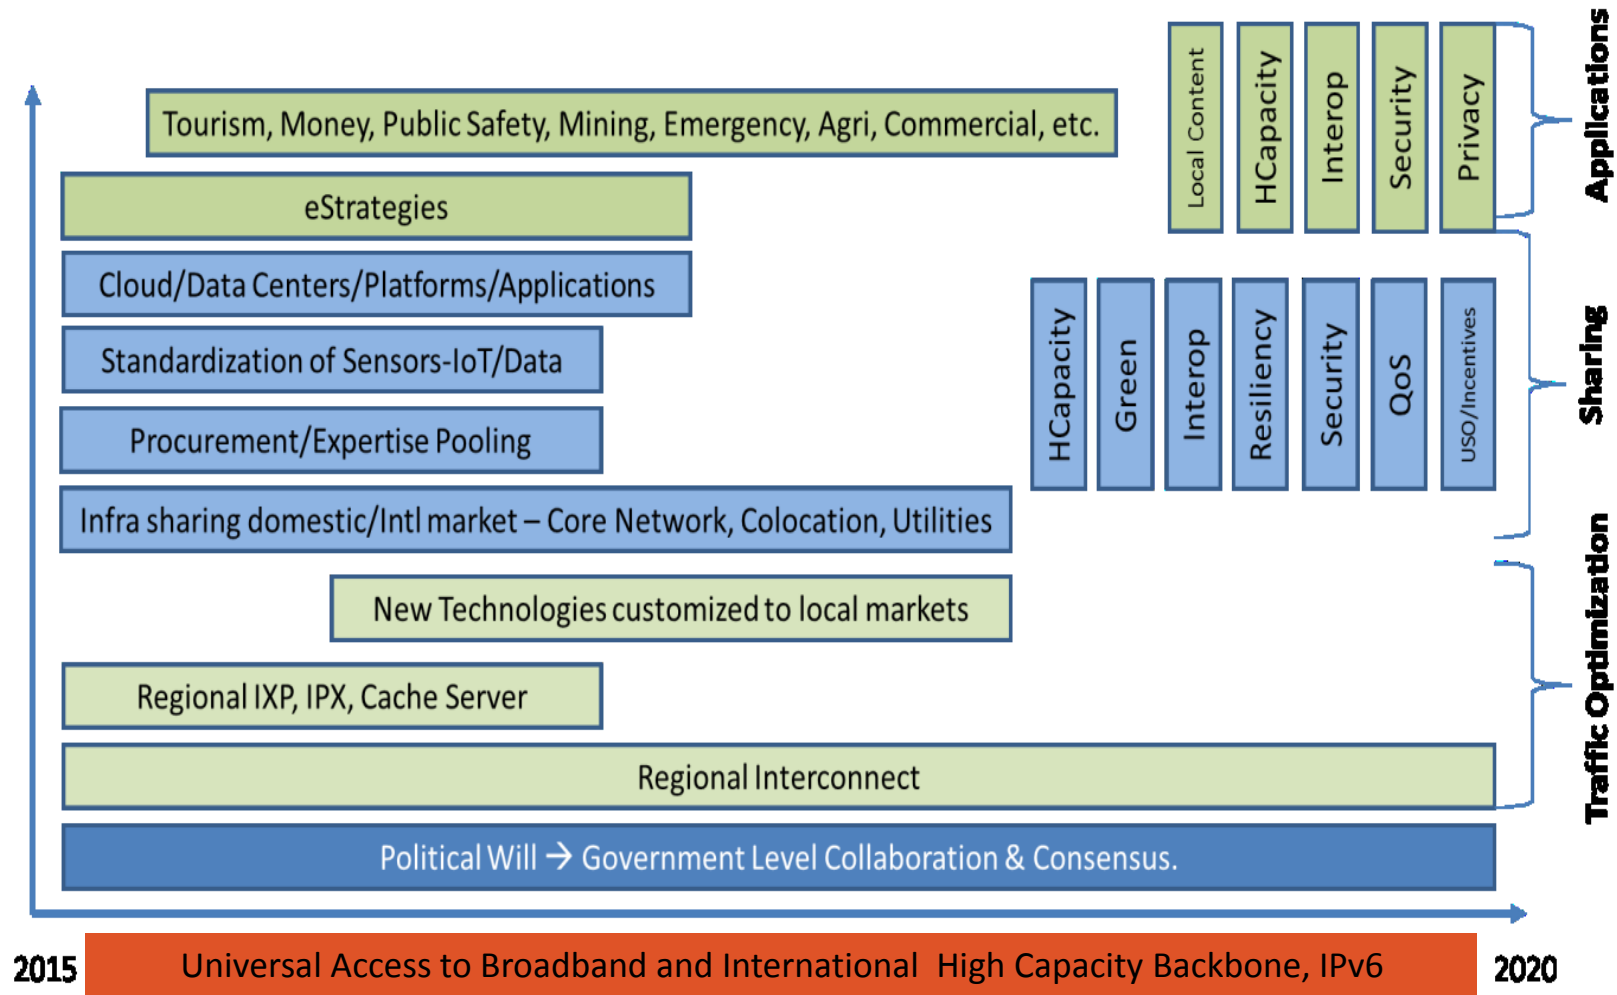 Tourism, Money, Public Safety, Mining, Emergency, Agri, Commercial, etc.
eStrategies
Cloud/Data Centers/Platforms/Applications
Standardization of Sensors-IoT/Data
Procurement/Expertise Pooling
Infra sharing domestic/Intl market – Core Network, Colocation, Utilities
New Technologies customized to local markets
Regional IXP, IPX, Cache Server
Regional Interconnect
Political Will → Government Level Collaboration & Consensus.
Local Content
HCapacity
Interop
Security
Privacy
Applications
HCapacity
Green
Interop
Resiliency
Security
QoS
USO/Incentives
Sharing
Traffic Optimization
2015
Universal Access to Broadband and International High Capacity Backbone, IPv6
2020